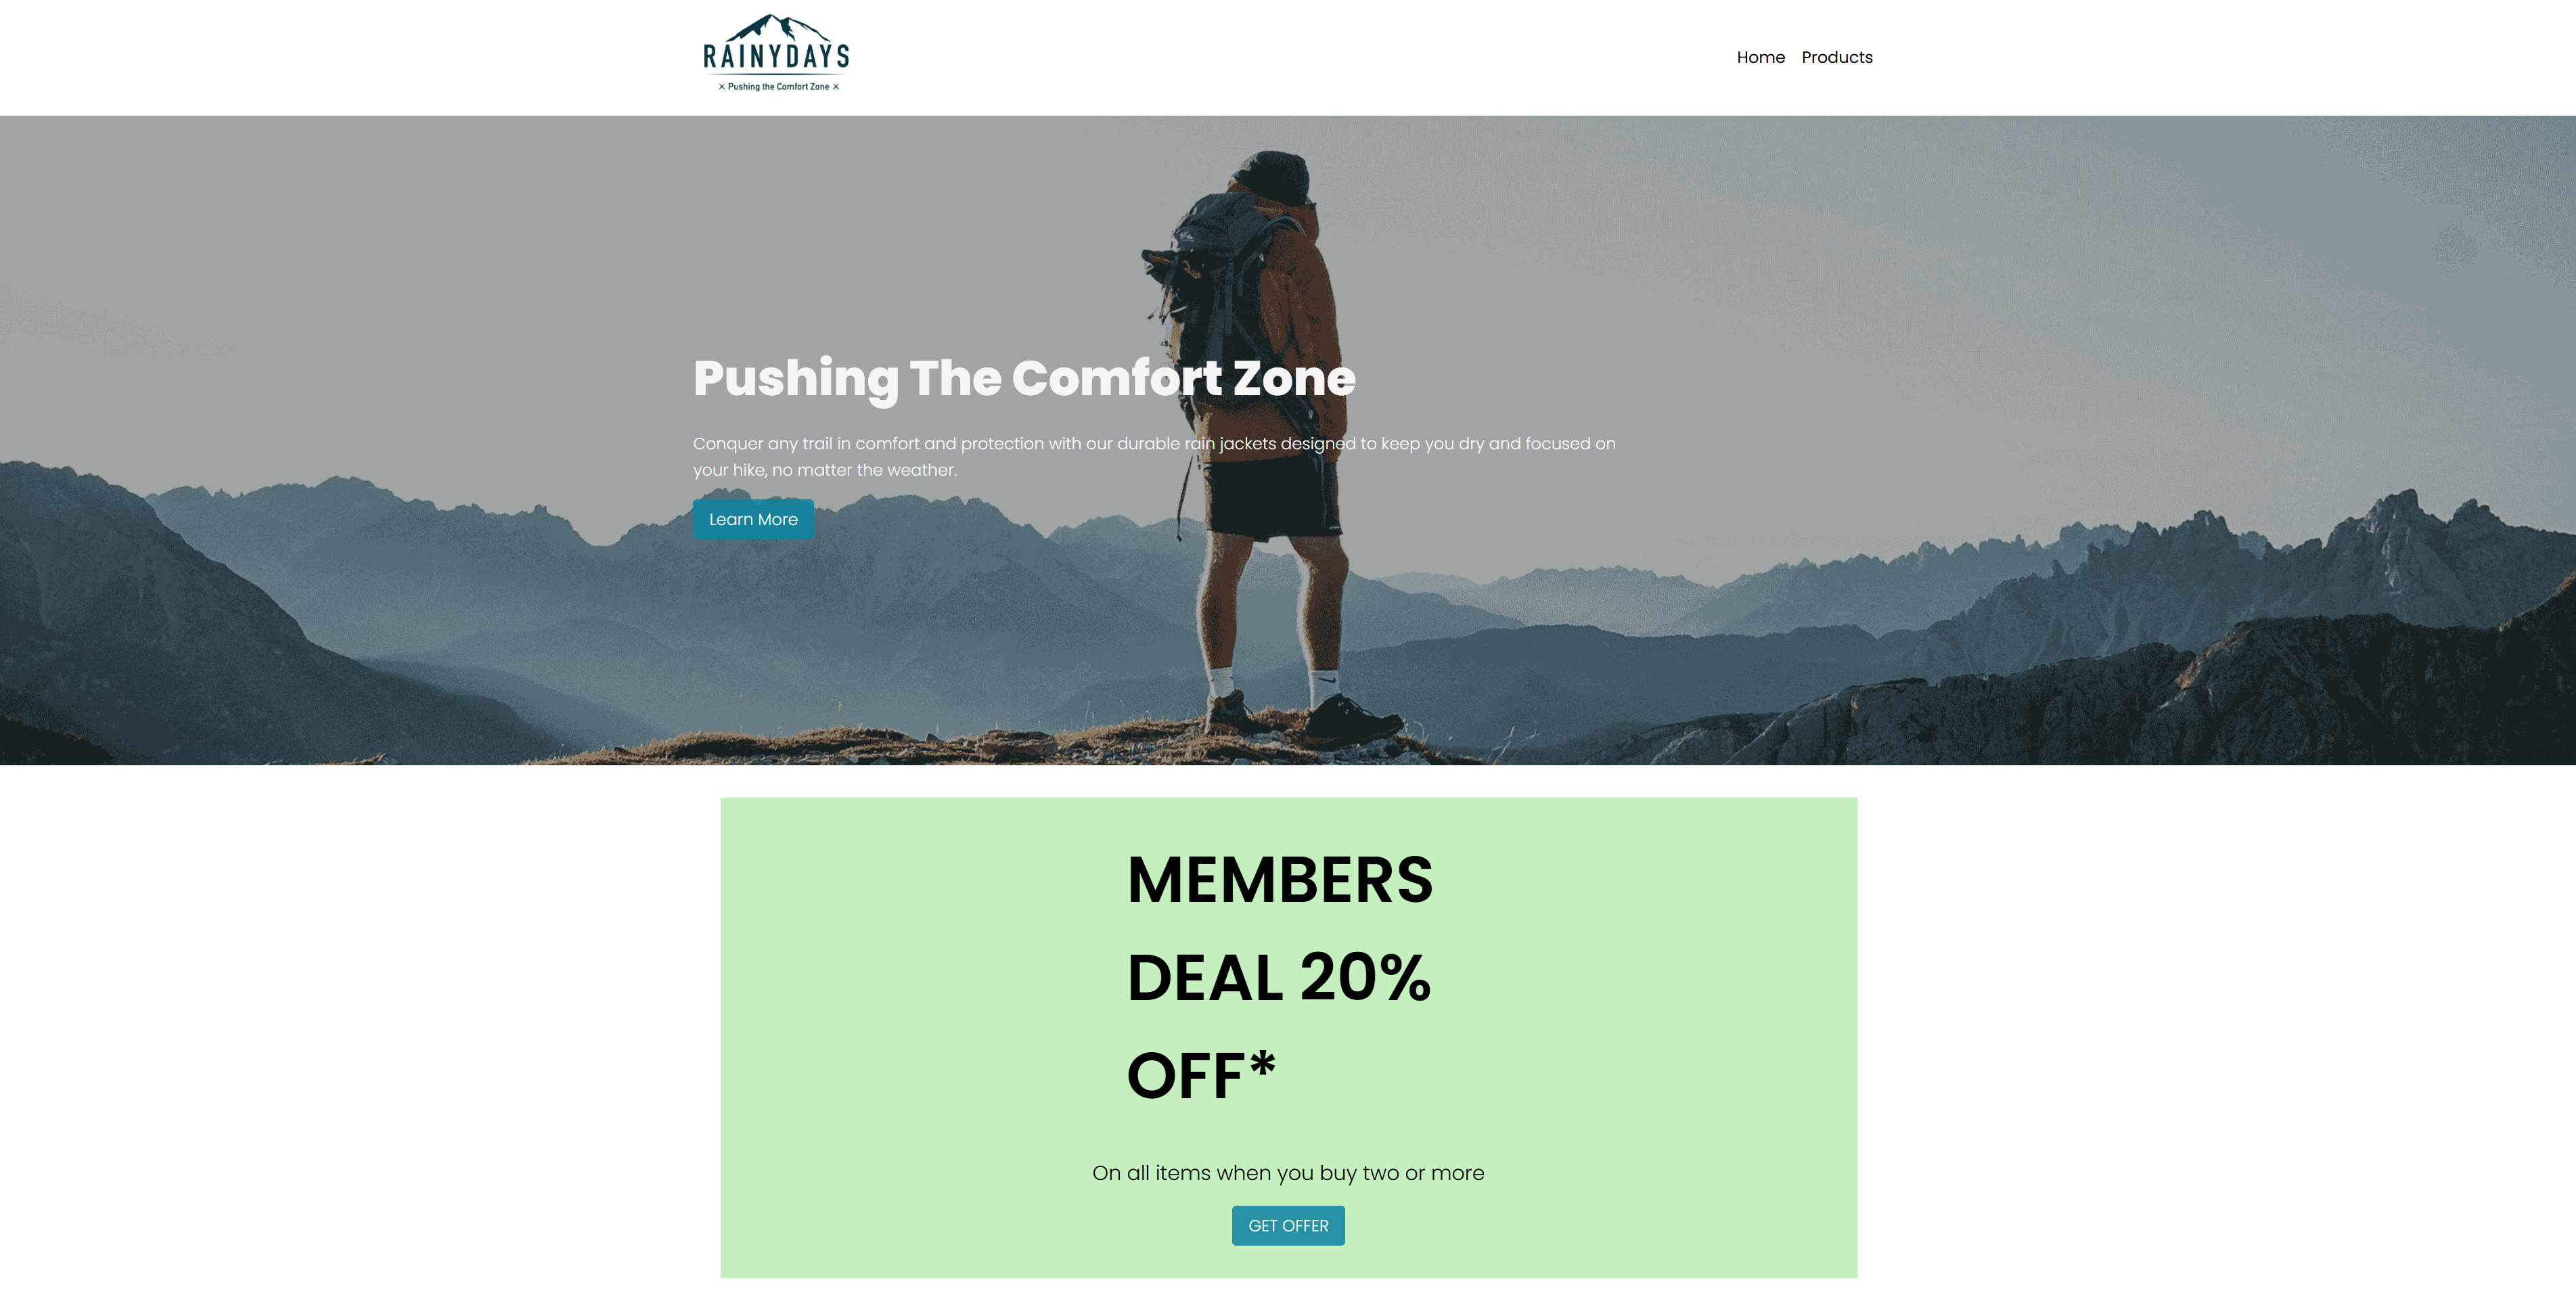 RAINYDAYS
× Pushing the Comfort Zone ×
Home Products
Pushing The Comfort Zone
Conquer any trail in comfort and protection with our durable rain jackets designed to keep you dry and focused on
your hike, no matter the weather.
Learn More
MEMBERS
DEAL 20%
OFF*
On all items when you buy two or more
GET OFFER